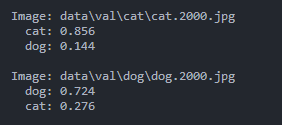 Image: data\val\cat\cat.2000.jpg
cat: 0.856
dog: 0.144
Image: data\val\dog\dog.2000.jpg
dog: 0.724
cat: 0.276